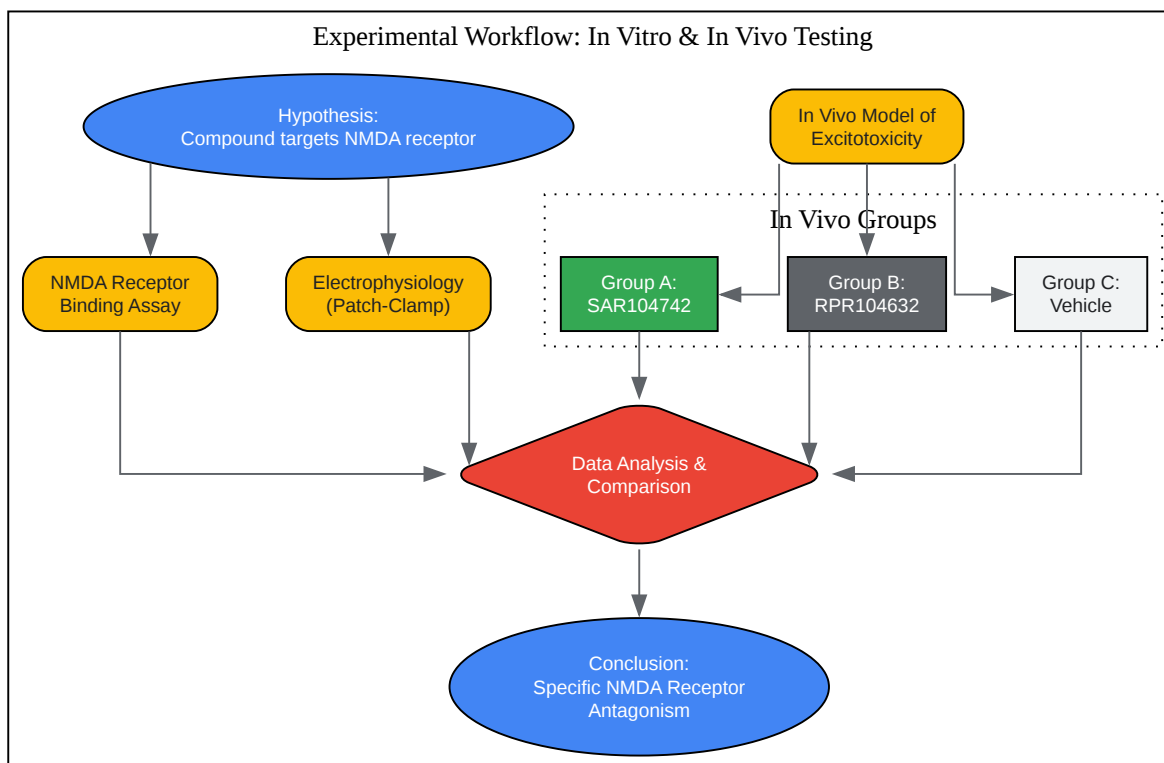 Experimental Workflow: In Vitro & In Vivo Testing
Hypothesis:
Compound targets NMDA receptor
In Vivo Model of
Excitotoxicity
In Vivo Groups
NMDA Receptor
Binding Assay
Electrophysiology
(Patch-Clamp)
Group A:
SAR104742
Group B:
RPR104632
Group C:
Vehicle
Data Analysis &
Comparison
Conclusion:
Specific NMDA Receptor
Antagonism